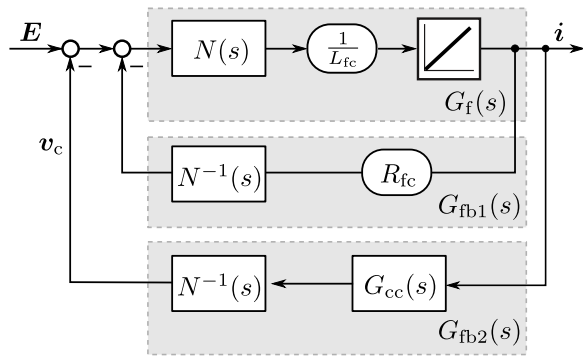 E
N(s)
1/L_fc
i
G_f(s)
v_c
N^{-1}(s)
R_fc
G_fb1(s)
N^{-1}(s)
G_cc(s)
G_fb2(s)